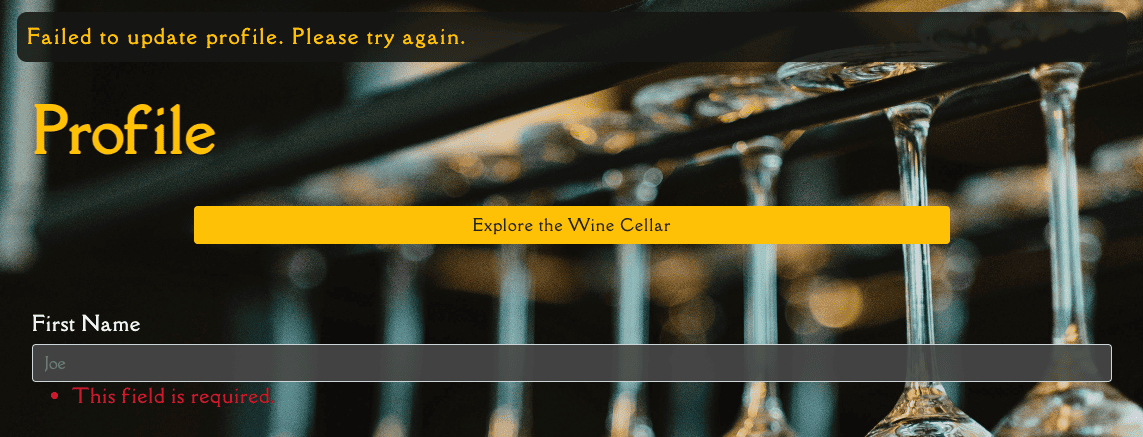 Failed to update profile. Please try again.
Profile
Explore the Wine Cellar
First Name
Joe
This field is required.